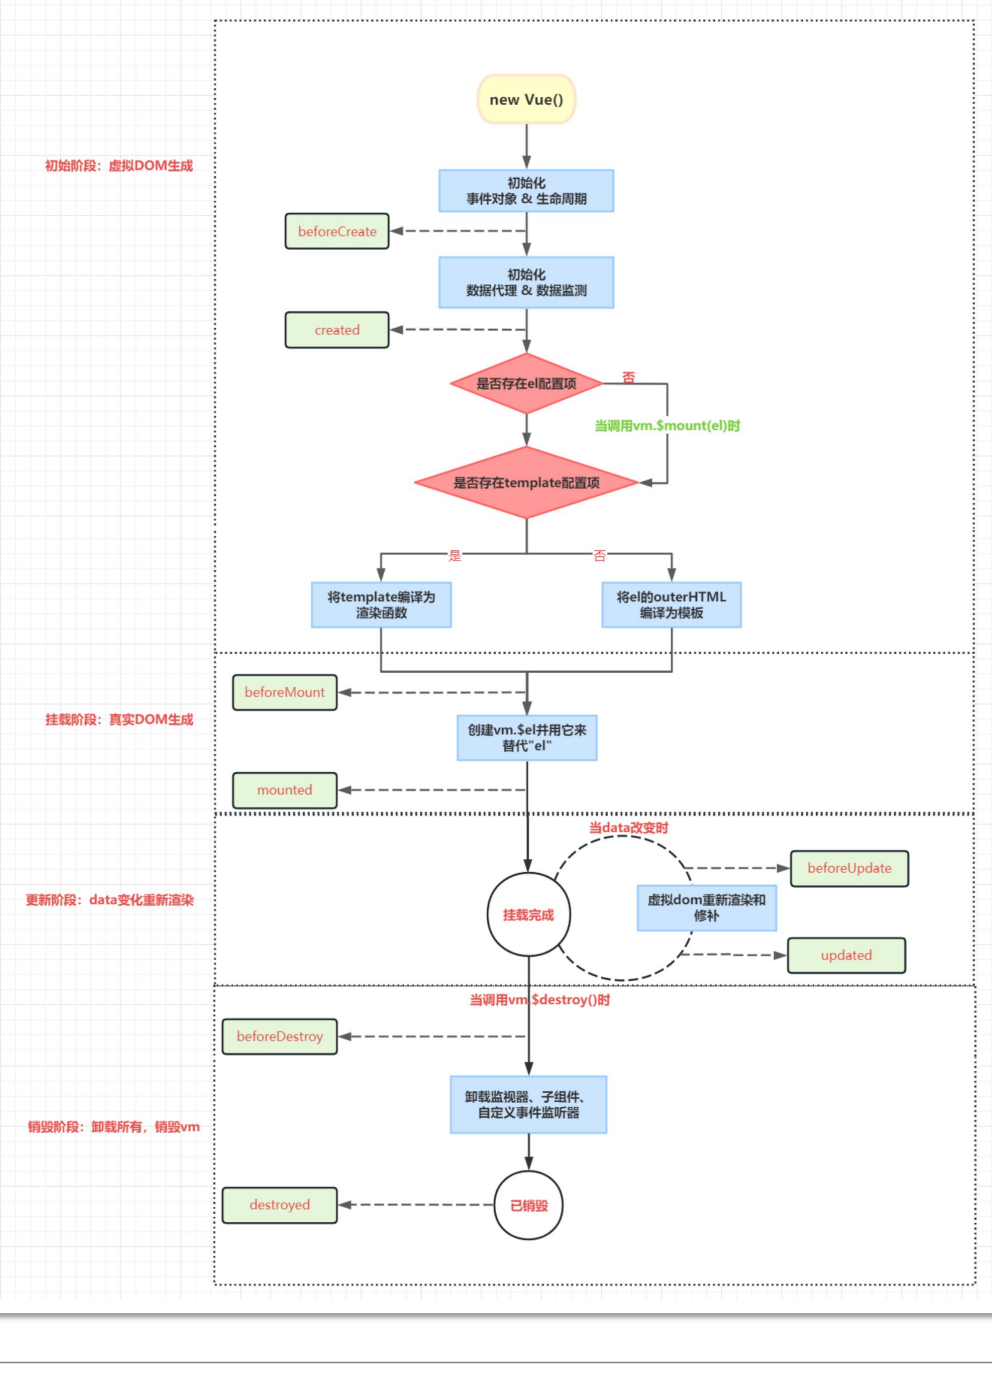 new Vue()
初始阶段：虚拟DOM生成
初始化
事件对象 & 生命周期
beforeCreate
初始化
数据代理 & 数据监测
created
是否存在el配置项
否
当调用vm.$mount(el)时
是否存在template配置项
是
否
将template编译为
渲染函数
将el的outerHTML
编译为模板
beforeMount
挂载阶段：真实DOM生成
创建vm.$el并用它来
替代"el"
mounted
当data改变时
beforeUpdate
更新阶段：data变化重新渲染
挂载完成
虚拟dom重新渲染和
修补
updated
当调用vm.$destroy()时
beforeDestroy
卸载监视器、子组件、
自定义事件监听器
销毁阶段：卸载所有，销毁vm
destroyed
已销毁